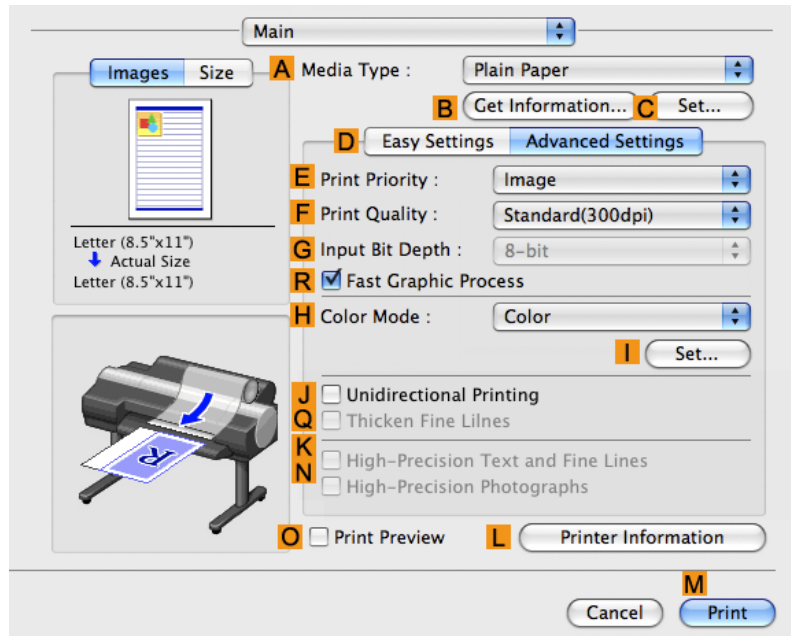 Main
Images Size
A Media Type : Plain Paper
B Get Information... C Set...
D Easy Settings Advanced Settings
E Print Priority : Image
F Print Quality : Standard(300dpi)
G Input Bit Depth : 8-bit
R Fast Graphic Process
H Color Mode : Color
I Set...
Letter (8.5"x11")
Actual Size
Letter (8.5"x11")
J Unidirectional Printing
Q Thicken Fine Lilnes
K High-Precision Text and Fine Lines
N High-Precision Photographs
R
O Print Preview
L Printer Information
M
Cancel Print